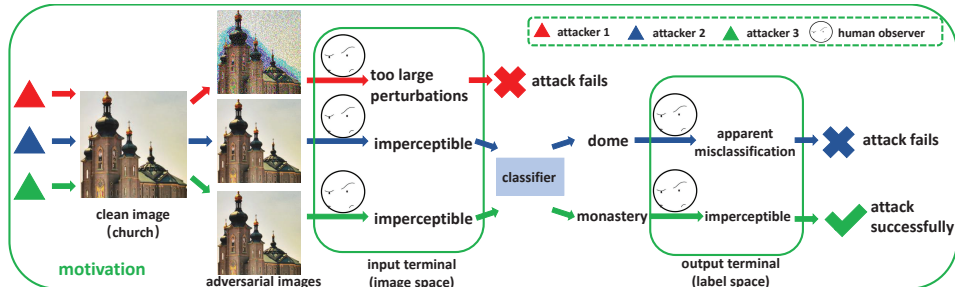 attacker 1 attacker 2 attacker 3 human observer
too large
perturbations
attack fails
imperceptible
classifier
dome
apparent
misclassification
attack fails
imperceptible
monastery
imperceptible
attack
successfully
clean image
(church)
motivation
adversarial images
input terminal
(image space)
output terminal
(label space)